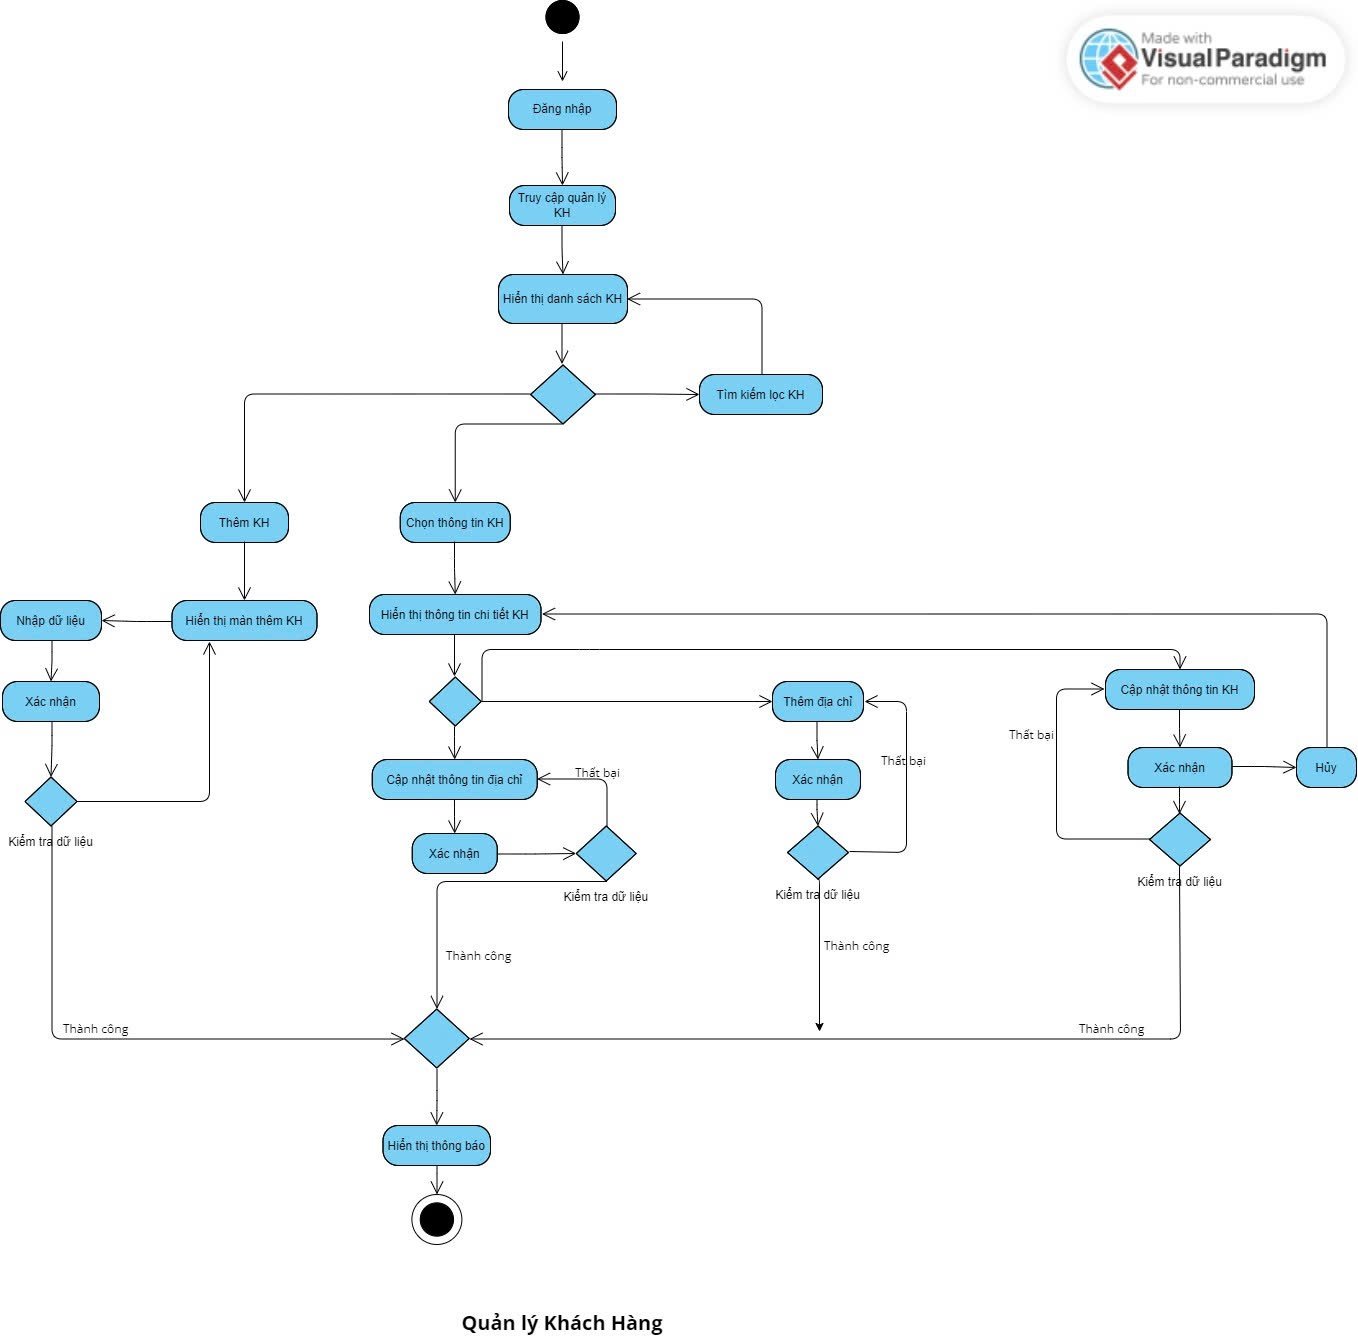 Made with
Visual Paradigm
For non-commercial use
Đăng nhập
Truy cập quản lý
KH
Hiển thị danh sách KH
Tìm kiếm lọc KH
Thêm KH
Chọn thông tin KH
Hiển thị thông tin chi tiết KH
Nhập dữ liệu
Hiển thị màn thêm KH
Cập nhật thông tin KH
Xác nhận
Thêm địa chỉ
Thất bại
Thất bại
Xác nhận
Hủy
Cập nhật thông tin địa chỉ
Thất bại
Xác nhận
Kiểm tra dữ liệu
Xác nhận
Kiểm tra dữ liệu
Kiểm tra dữ liệu
Kiểm tra dữ liệu
Thành công
Thành công
Thành công
Thành công
Hiển thị thông báo
Quản lý Khách Hàng